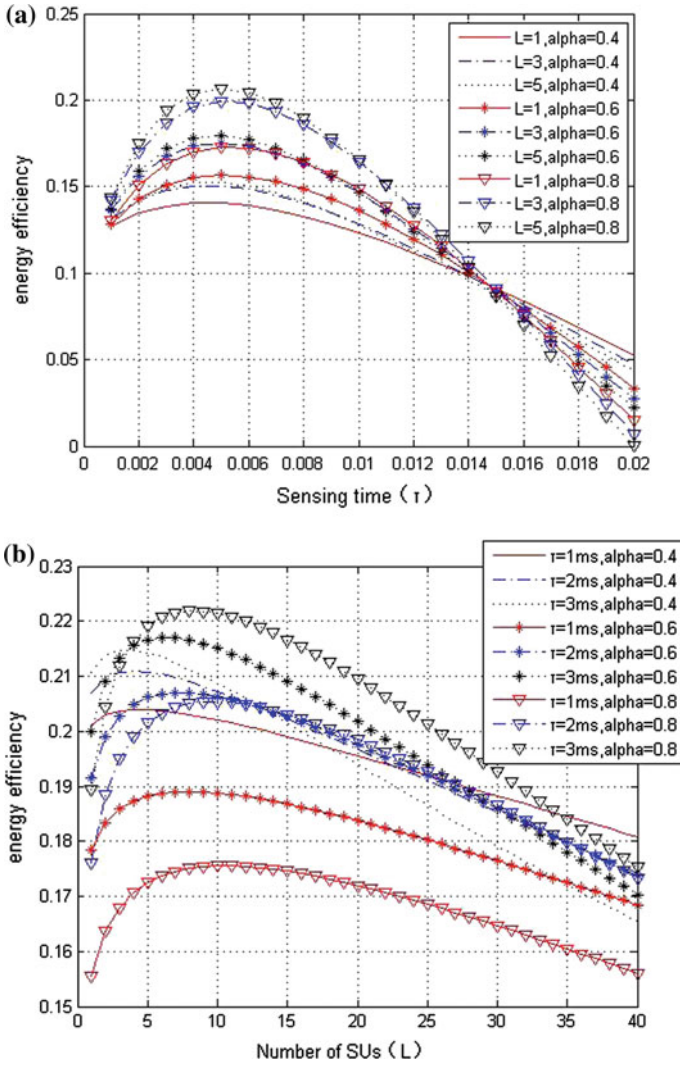 (a)
0.25
0.2
0.15
0.1
0.05
0
energy efficiency
L=1,alpha=0.4
L=3,alpha=0.4
L=5,alpha=0.4
L=1,alpha=0.6
L=3,alpha=0.6
L=5,alpha=0.6
L=1,alpha=0.8
L=3,alpha=0.8
L=5,alpha=0.8
0 0.002 0.004 0.006 0.008 0.01 0.012 0.014 0.016 0.018 0.02
Sensing time (τ)
(b)
0.23
0.22
0.21
0.2
0.19
0.18
0.17
0.16
0.15
energy efficiency
τ=1ms,alpha=0.4
τ=2ms,alpha=0.4
τ=3ms,alpha=0.4
τ=1ms,alpha=0.6
τ=2ms,alpha=0.6
τ=3ms,alpha=0.6
τ=1ms,alpha=0.8
τ=2ms,alpha=0.8
τ=3ms,alpha=0.8
0 5 10 15 20 25 30 35 40
Number of SUs (L)